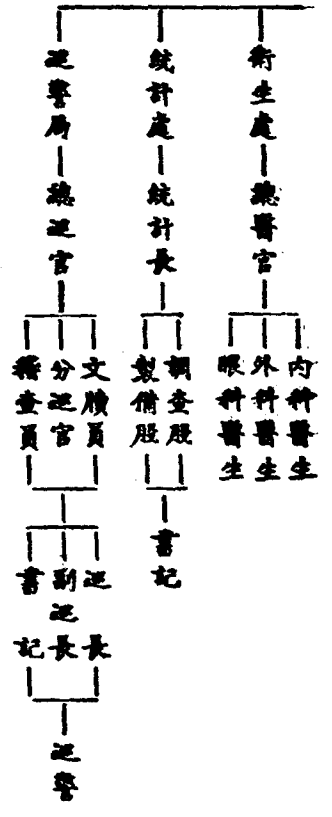 衛生處
總醫官
內科醫生
外科醫生
眼科醫生
統計處
統計長
調查股
製備股
書記
巡警局
總巡官
文牘員
分巡官
稽查員
巡長
副巡長
書記
巡警